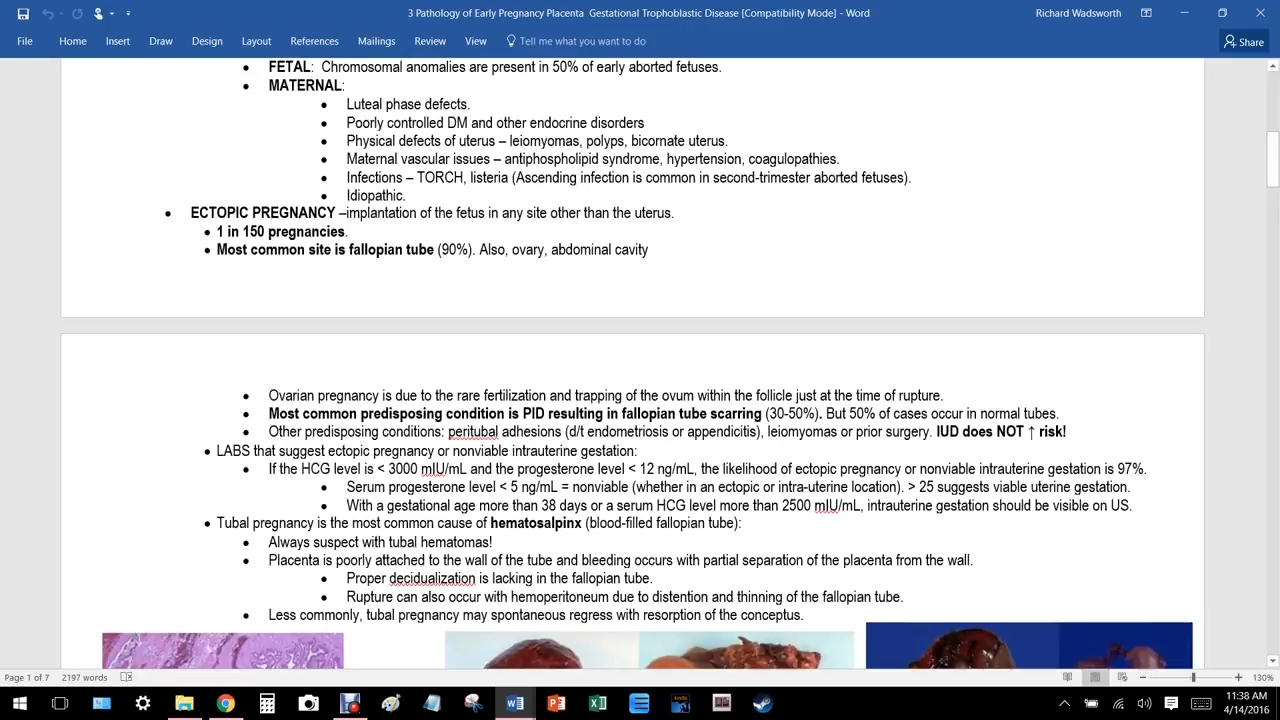 3 Pathology of Early Pregnancy Placenta  Gestational Trophoblastic Disease [Compatibility Mode] - Word
Richard Wadsworth
File Home Insert Draw Design Layout References Mailings Review View Tell me what you want to do Share
• FETAL:  Chromosomal anomalies are present in 50% of early aborted fetuses.
• MATERNAL:
• Luteal phase defects.
• Poorly controlled DM and other endocrine disorders
• Physical defects of uterus – leiomyomas, polyps, bicornate uterus.
• Maternal vascular issues – antiphospholipid syndrome, hypertension, coagulopathies.
• Infections – TORCH, listeria (Ascending infection is common in second-trimester aborted fetuses).
• Idiopathic.
• ECTOPIC PREGNANCY –implantation of the fetus in any site other than the uterus.
• 1 in 150 pregnancies.
• Most common site is fallopian tube (90%). Also, ovary, abdominal cavity
• Ovarian pregnancy is due to the rare fertilization and trapping of the ovum within the follicle just at the time of rupture.
• Most common predisposing condition is PID resulting in fallopian tube scarring (30-50%). But 50% of cases occur in normal tubes.
• Other predisposing conditions: peritubal adhesions (d/t endometriosis or appendicitis), leiomyomas or prior surgery. IUD does NOT ↑ risk!
• LABS that suggest ectopic pregnancy or nonviable intrauterine gestation:
• If the HCG level is < 3000 mIU/mL and the progesterone level < 12 ng/mL, the likelihood of ectopic pregnancy or nonviable intrauterine gestation is 97%.
• Serum progesterone level < 5 ng/mL = nonviable (whether in an ectopic or intra-uterine location). > 25 suggests viable uterine gestation.
• With a gestational age more than 38 days or a serum HCG level more than 2500 mIU/mL, intrauterine gestation should be visible on US.
• Tubal pregnancy is the most common cause of hematosalpinx (blood-filled fallopian tube):
• Always suspect with tubal hematomas!
• Placenta is poorly attached to the wall of the tube and bleeding occurs with partial separation of the placenta from the wall.
• Proper decidualization is lacking in the fallopian tube.
• Rupture can also occur with hemoperitoneum due to distention and thinning of the fallopian tube.
• Less commonly, tubal pregnancy may spontaneous regress with resorption of the conceptus.
Page 1 of 7 2197 words 130%
11:38 AM
4/14/2016